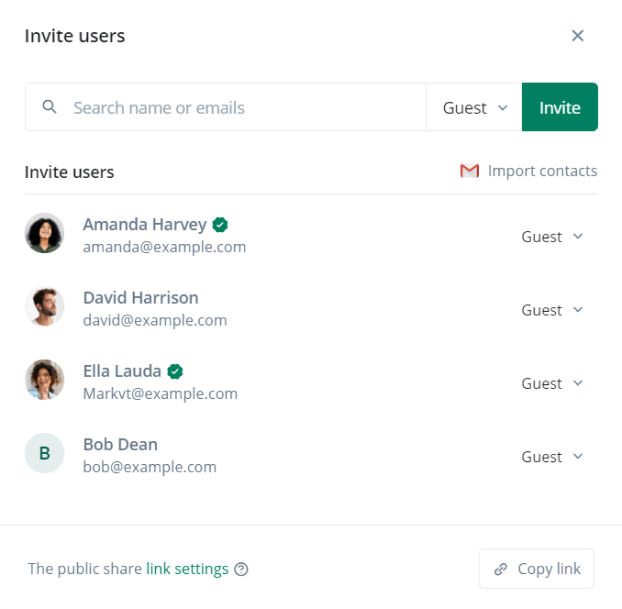 Invite users
Search name or emails Guest Invite
Invite users Import contacts
Amanda Harvey
amanda@example.com
Guest
David Harrison
david@example.com
Guest
Ella Lauda
Markvt@example.com
Guest
B
Bob Dean
bob@example.com
Guest
The public share link settings Copy link